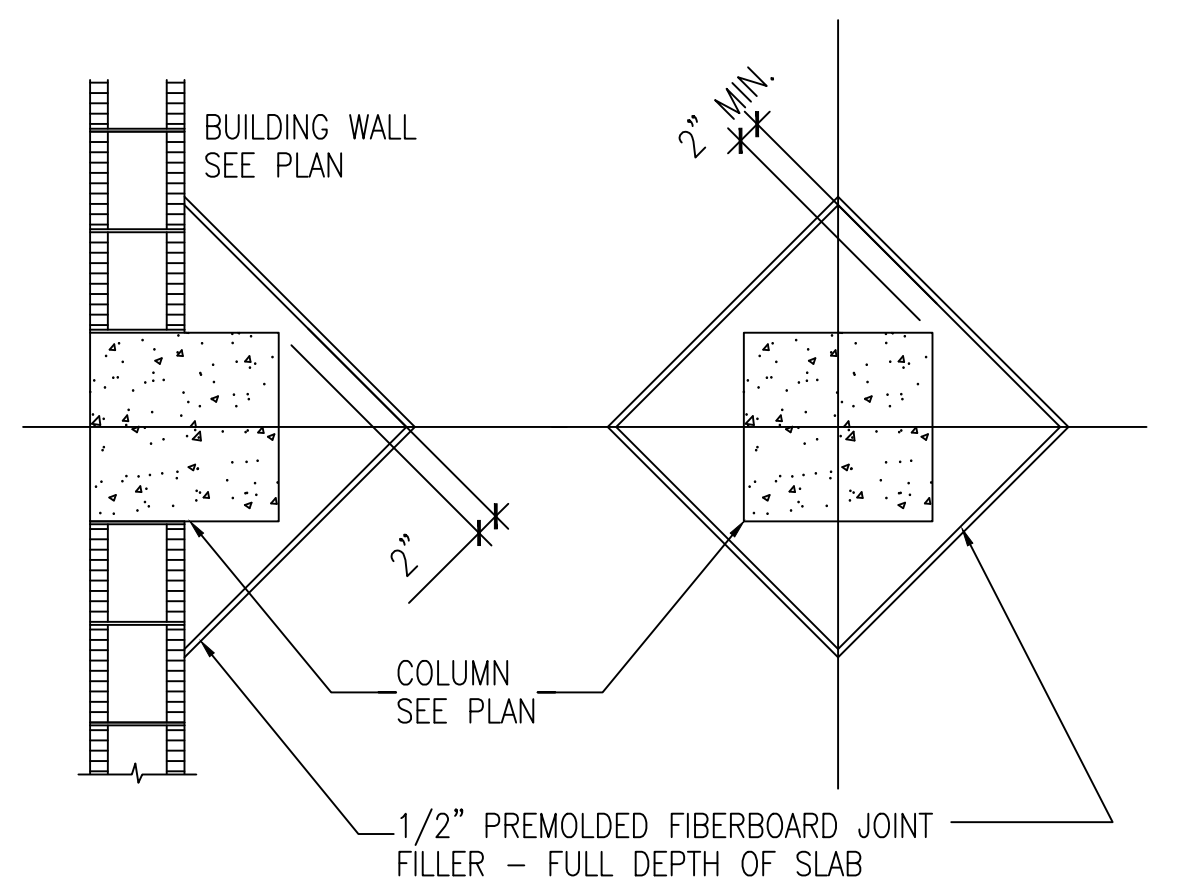 2” MIN.
BUILDING WALL
SEE PLAN
2”
COLUMN
SEE PLAN
1/2” PREMOLDED FIBERBOARD JOINT
FILLER – FULL DEPTH OF SLAB